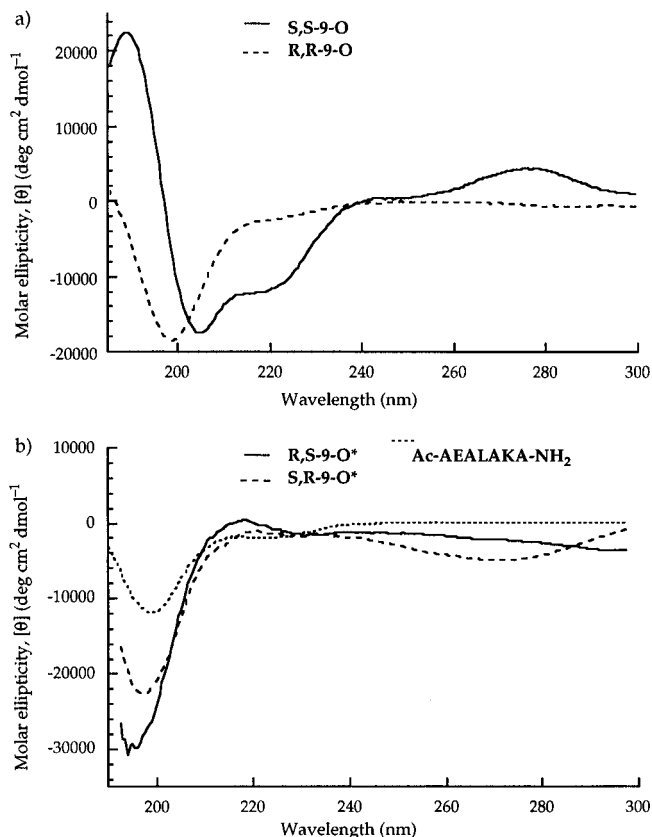 a)
S,S-9-O
R,R-9-O
20000
10000
0
-10000
-20000
Molar ellipticity, [θ] (deg cm² dmol⁻¹)
200
220
240
260
280
300
Wavelength (nm)
b)
10000
R,S-9-O*
Ac-AEALAKA-NH₂
S,R-9-O*
0
-10000
-20000
-30000
Molar ellipticity, [θ] (deg cm² dmol⁻¹)
200
220
240
260
280
300
Wavelength (nm)